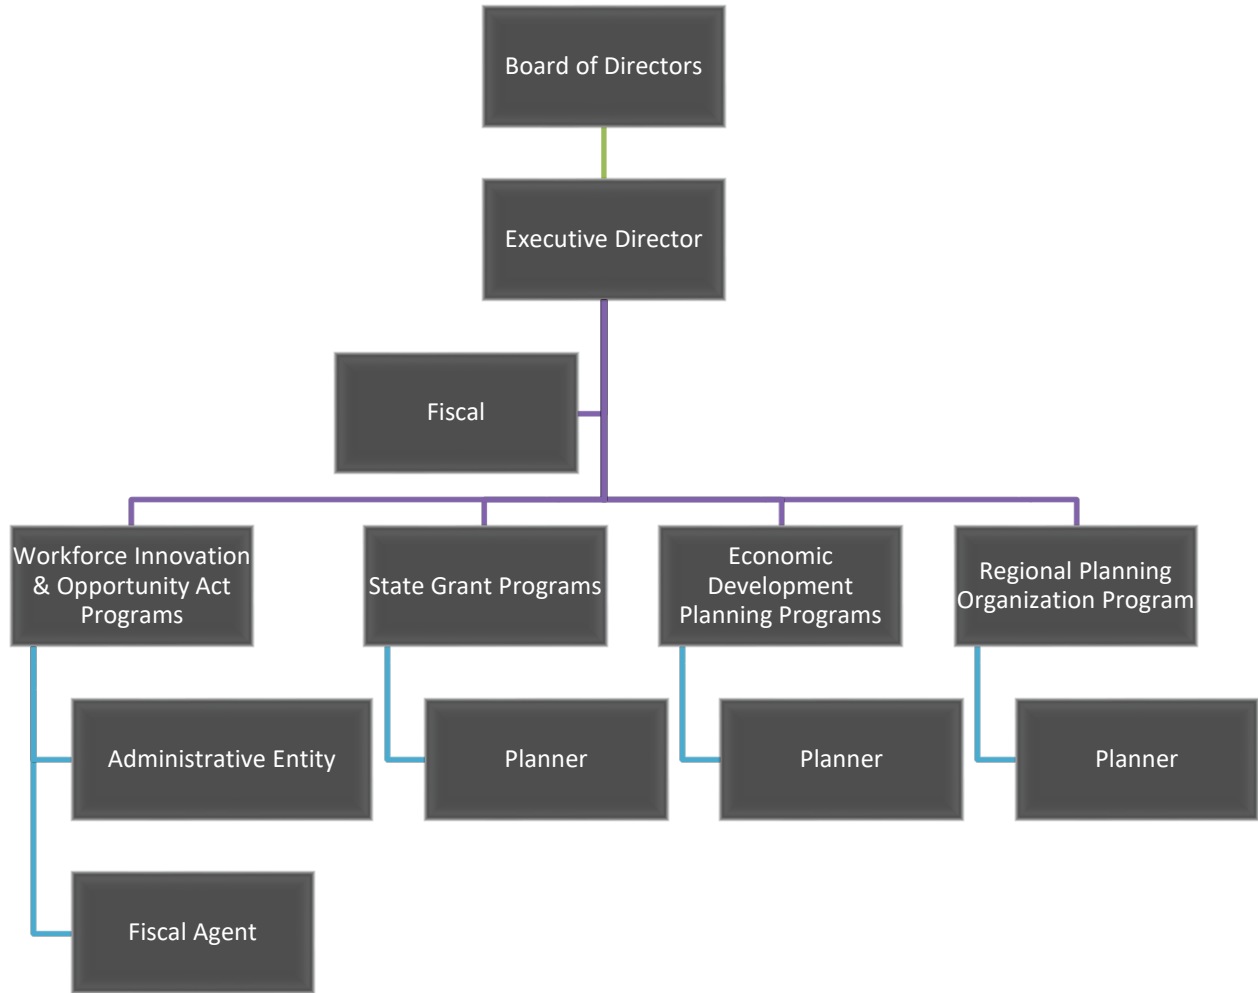 Board of Directors
Executive Director
Fiscal
Workforce Innovation
& Opportunity Act
Programs
State Grant Programs
Economic
Development
Planning Programs
Regional Planning
Organization Program
Administrative Entity
Planner
Planner
Planner
Fiscal Agent